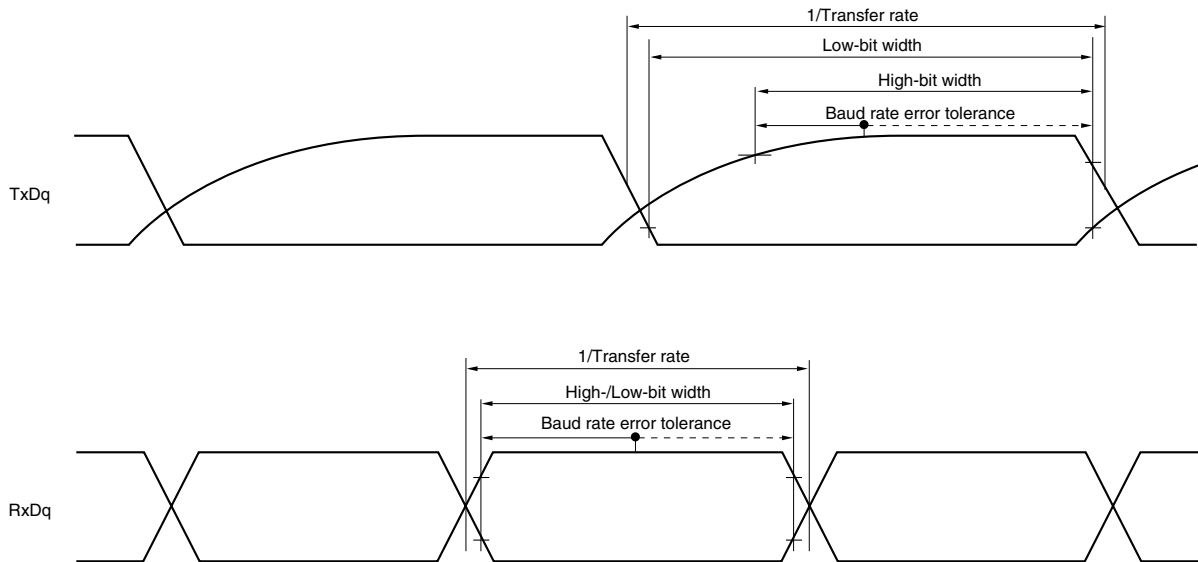 1/Transfer rate
Low-bit width
High-bit width
Baud rate error tolerance
TxDq
1/Transfer rate
High-/Low-bit width
Baud rate error tolerance
RxDq